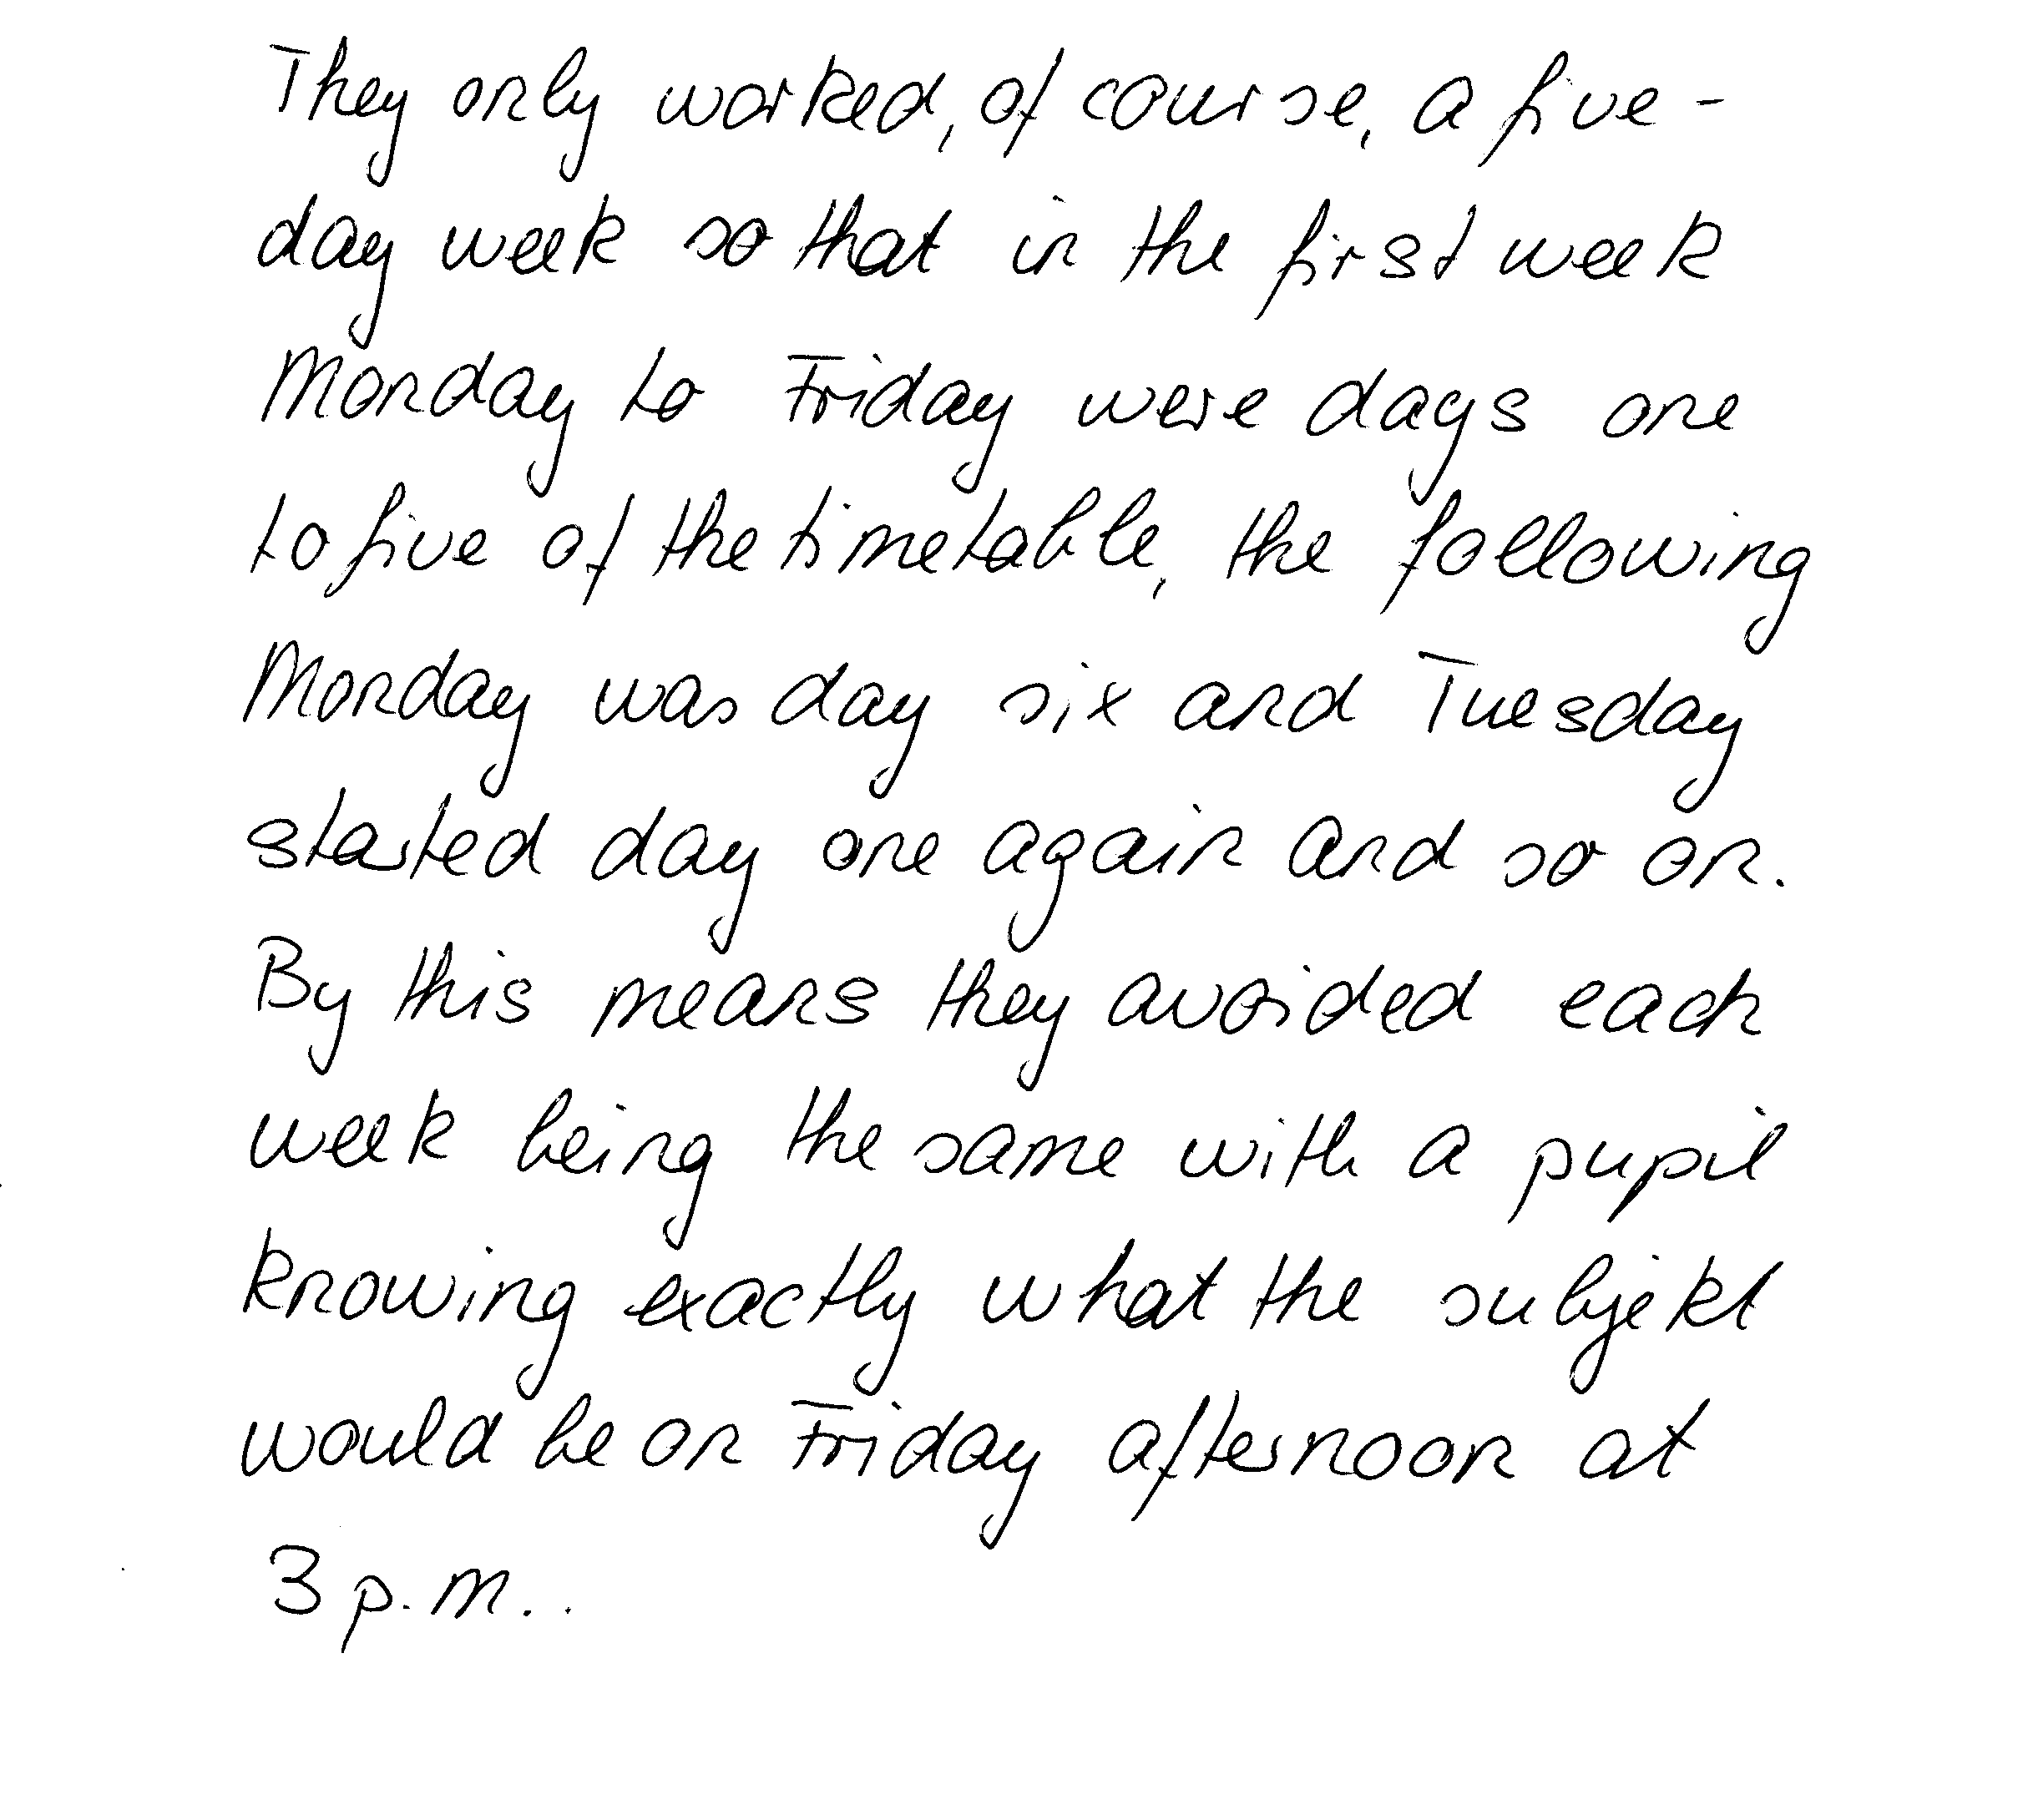 They only worked, of course, a five-
day week so that in the first week
Monday to Friday were days one
to five of the timetable, the following
Monday was day six and Tuesday
started day one again and so on.
By this means they avoided each
week being the same with a pupil
knowing exactly what the subjekt
would be on Friday afternoon at
3 p.m..